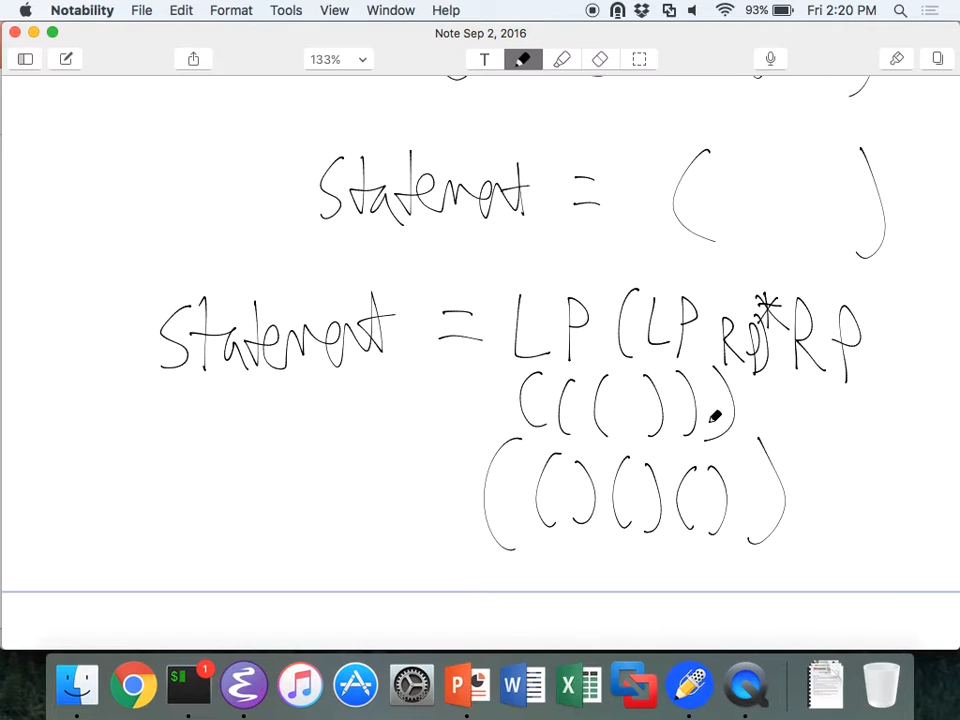 Notability File Edit Format Tools View Window Help 93% Fri 2:20 PM
Note Sep 2, 2016
133% T
Statement = ( )
Statement = LP (LP RP)* RP
((()))
(()()())
$ 1 P W X